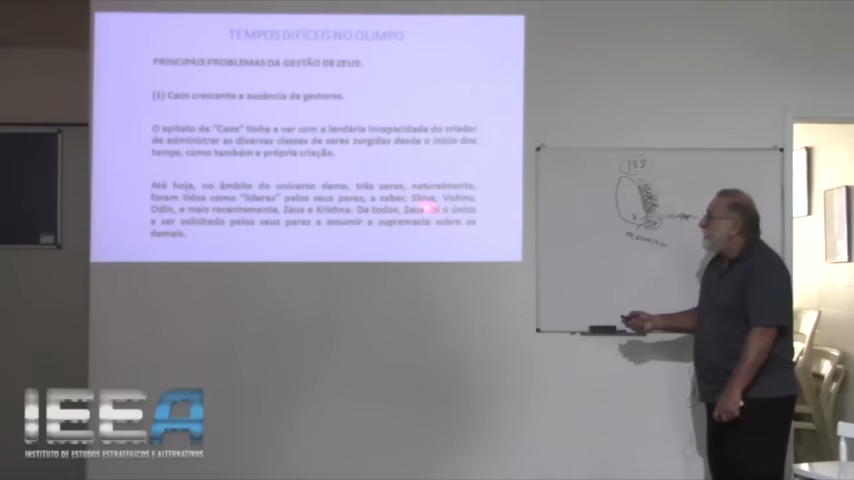 TEMPOS DIFÍCEIS NO OLIMPO
PRINCIPAIS PROBLEMAS DA GESTÃO DE ZEUS:
(1) Caos crescente e ausência de gestores.
O epíteto de "Caos" tinha a ver com a lendária incapacidade do criador
de administrar as diversas classes de seres surgidas desde o início dos
tempos, como também a própria criação.
Até hoje, no âmbito do universo demo, três seres, naturalmente,
foram tidos como "líderes" pelos seus pares, a saber, Shiva, Vishnu,
Odin, e mais recentemente, Zeus e Krishna. De todos, Zeus foi o único
a ser solicitado pelos seus pares a assumir a supremacia sobre os
demais.
IEEA
INSTITUTO DE ESTUDOS ESTRATÉGICOS E ALTERNATIVOS